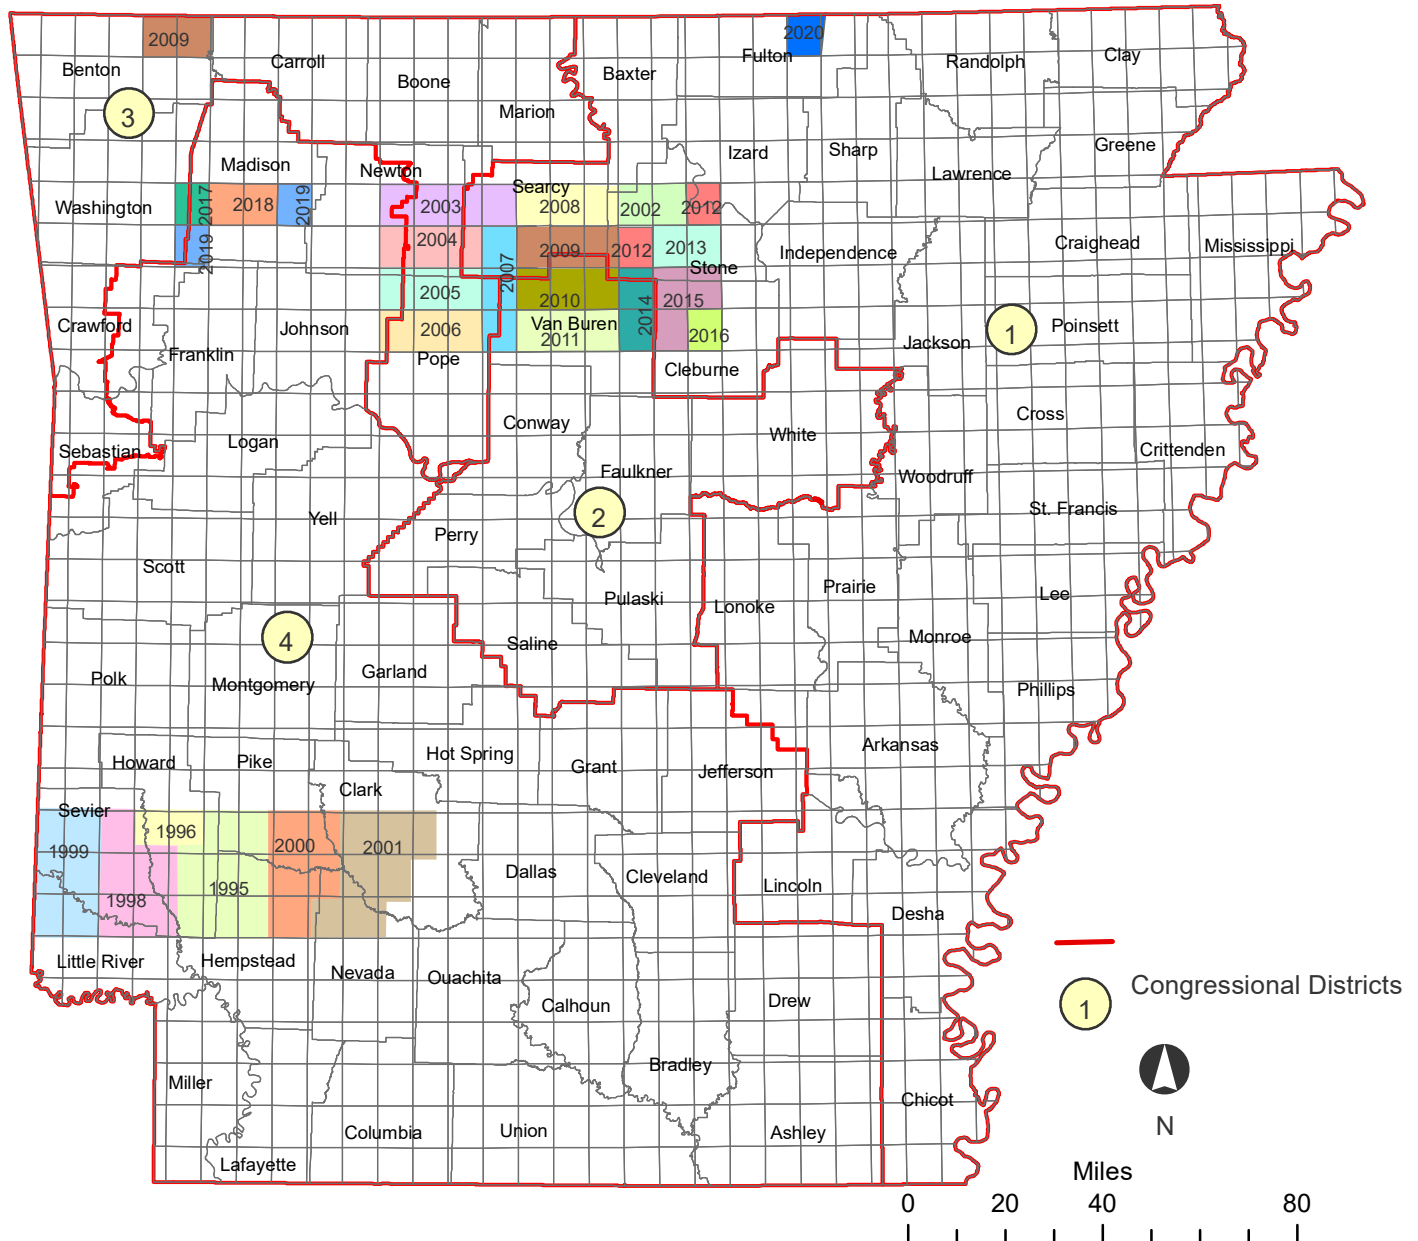 2009
2020
Carroll
Fulton
Clay
Benton
Boone
Baxter
Randolph
3
Marion
Greene
Madison
Newton
Izard
Sharp
Lawrence
Searcy
Washington
2017
2018
2019
2003
2008
2002
2012
2019
2004
2007
2009
2012
2013
Stone
Independence
Craighead
Mississippi
2005
2010
2014
2015
Crawford
Johnson
2006
Van Buren
2011
2016
1
Poinsett
Franklin
Pope
Cleburne
Jackson
Logan
Conway
White
Cross
Sebastian
Crittenden
Faulkner
Woodruff
Yell
2
St. Francis
Perry
Scott
Pulaski
Lonoke
Prairie
Lee
4
Saline
Monroe
Polk
Montgomery
Garland
Phillips
Howard
Pike
Hot Spring
Grant
Jefferson
Arkansas
Clark
Sevier
1996
1999
2000
2001
1998
1995
Dallas
Cleveland
Lincoln
Desha
Little River
Hempstead
Nevada
Ouachita
Calhoun
Drew
Congressional Districts
1
Bradley
Miller
Chicot
N
Columbia
Union
Ashley
Lafayette
Miles
0 20 40 80